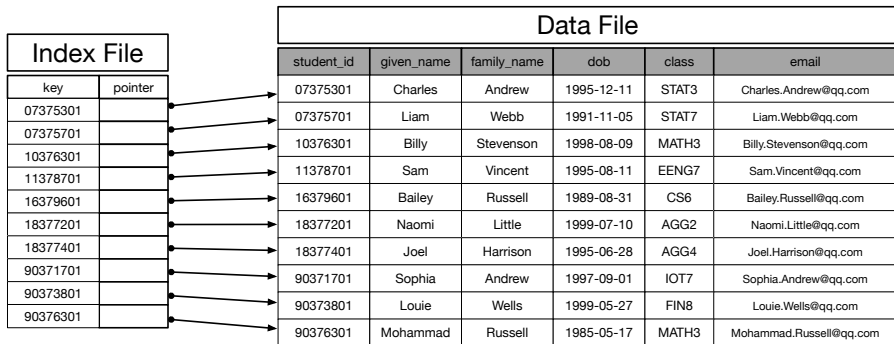 Data File
Index File
student_id given_name family_name dob class email
key pointer
07375301 07375301 Charles Andrew 1995-12-11 STAT3 Charles.Andrew@qq.com
07375701 07375701 Liam Webb 1991-11-05 STAT7 Liam.Webb@qq.com
10376301 10376301 Billy Stevenson 1998-08-09 MATH3 Billy.Stevenson@qq.com
11378701 11378701 Sam Vincent 1995-08-11 EENG7 Sam.Vincent@qq.com
16379601 16379601 Bailey Russell 1989-08-31 CS6 Bailey.Russell@qq.com
18377201 18377201 Naomi Little 1999-07-10 AGG2 Naomi.Little@qq.com
18377401 18377401 Joel Harrison 1995-06-28 AGG4 Joel.Harrison@qq.com
90371701 90371701 Sophia Andrew 1997-09-01 IOT7 Sophia.Andrew@qq.com
90373801 90373801 Louie Wells 1999-05-27 FIN8 Louie.Wells@qq.com
90376301 90376301 Mohammad Russell 1985-05-17 MATH3 Mohammad.Russell@qq.com